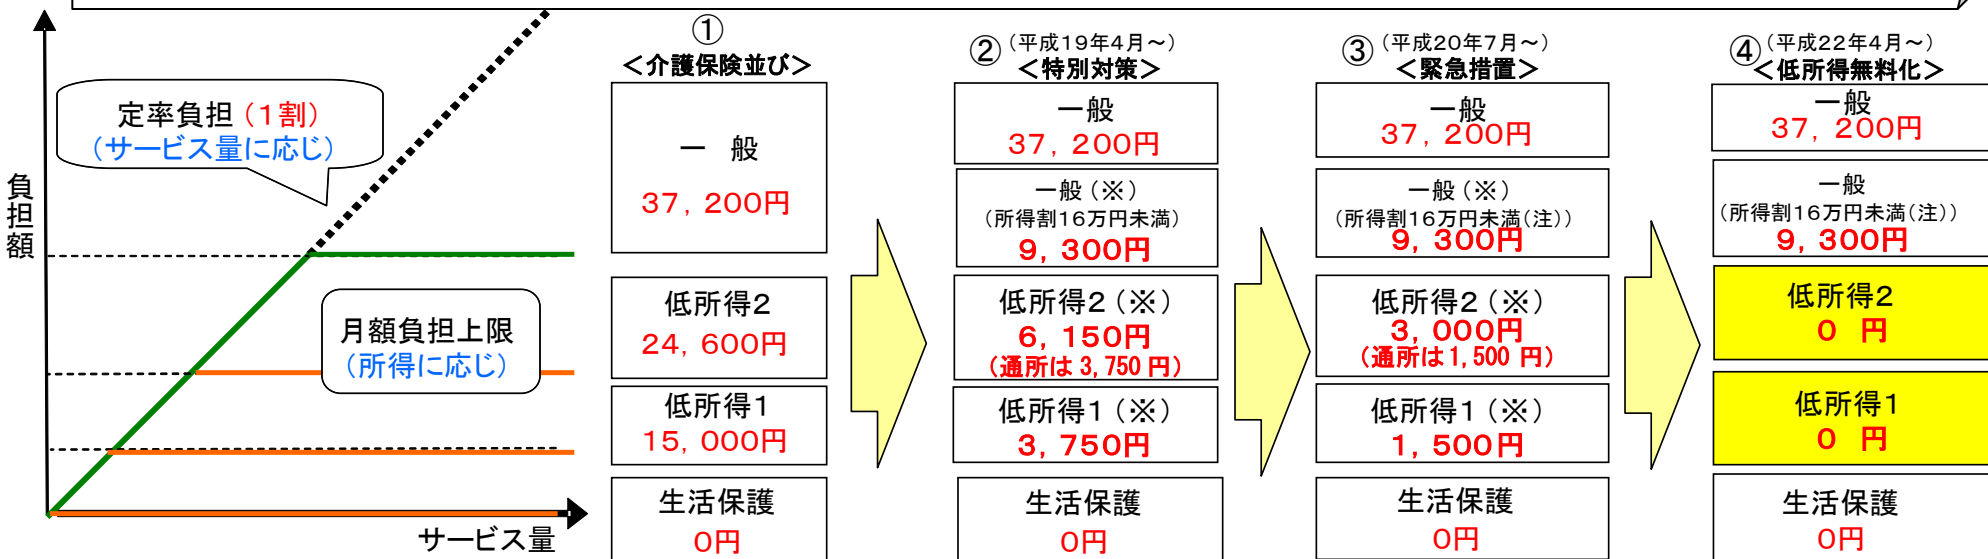 負担額
定率負担(1割)
(サービス量に応じ)
月額負担上限
(所得に応じ)
サービス量
①
<介護保険並び>
一 般
37,200円
低所得2
24,600円
低所得1
15,000円
生活保護
0円
②(平成19年4月~)
<特別対策>
一般
37,200円
一般(※)
(所得割16万円未満)
9,300円
低所得2(※)
6,150円
(通所は3,750円)
低所得1(※)
3,750円
生活保護
0円
③(平成20年7月~)
<緊急措置>
一般
37,200円
一般(※)
(所得割16万円未満(注))
9,300円
低所得2(※)
3,000円
(通所は1,500円)
低所得1(※)
1,500円
生活保護
0円
④(平成22年4月~)
<低所得無料化>
一般
37,200円
一般
(所得割16万円未満(注))
9,300円
低所得2
0 円
低所得1
0 円
生活保護
0円